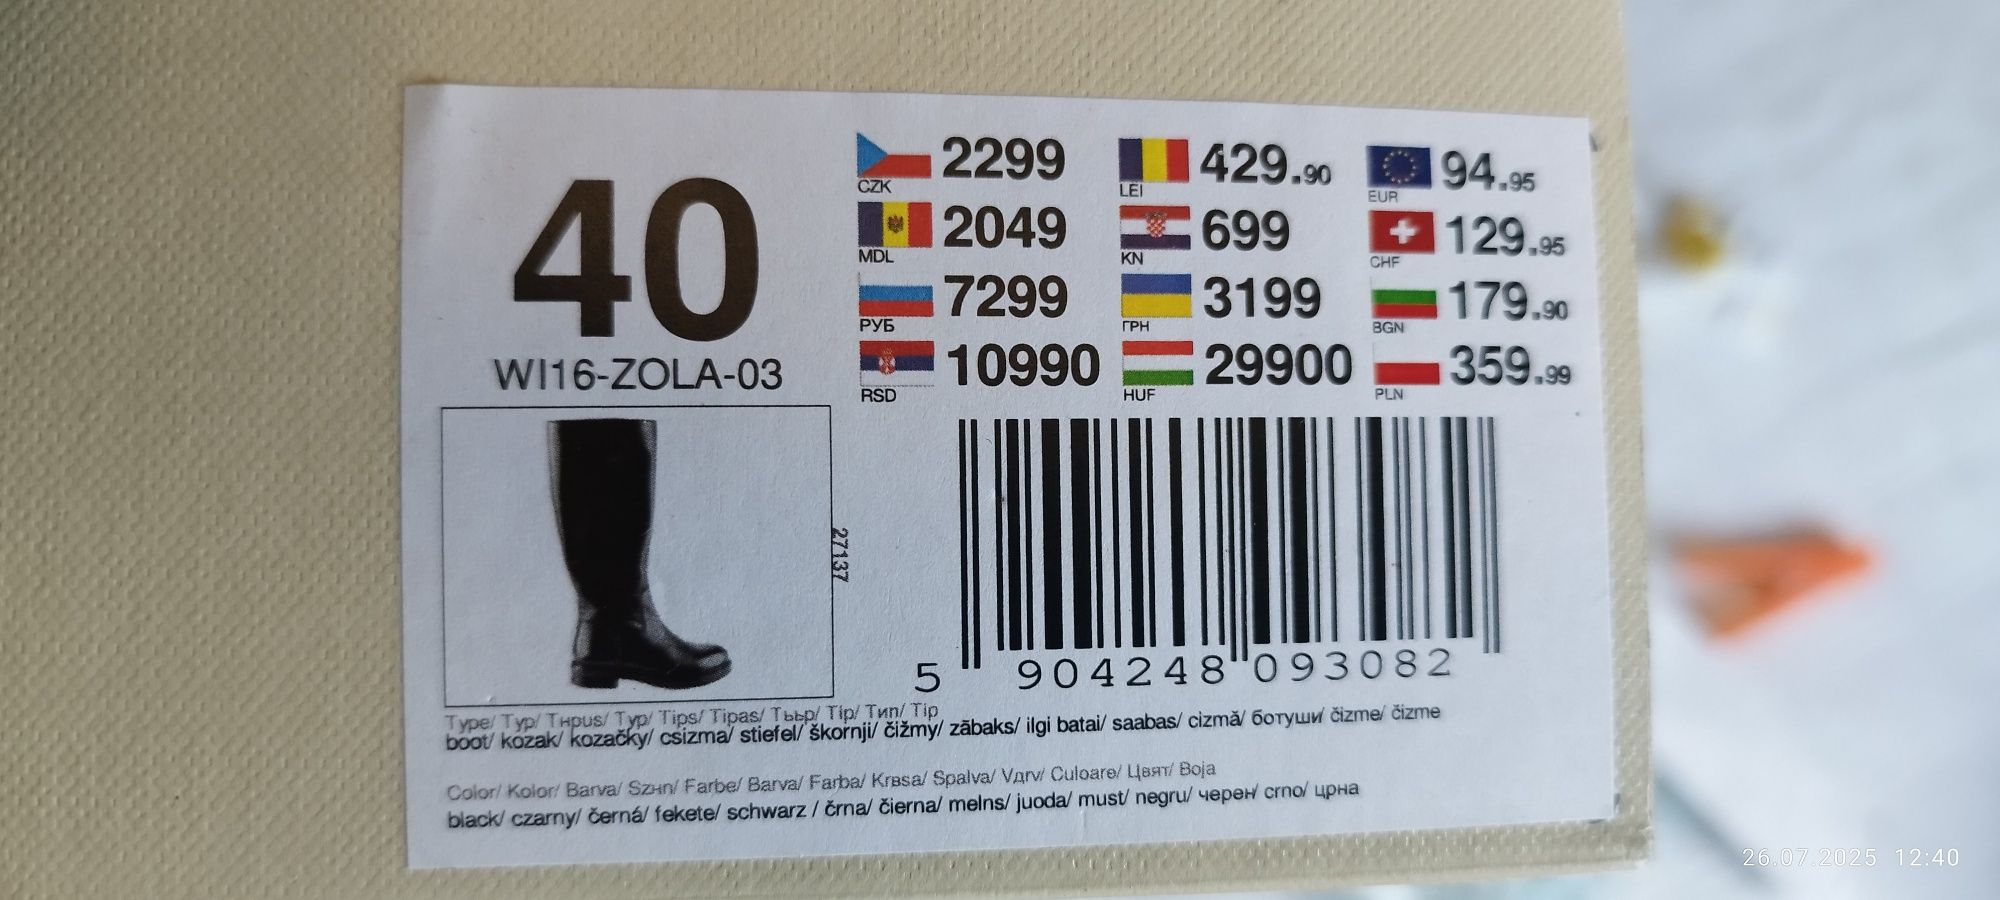 40
WI16-ZOLA-03
CZK 2299
LEI 429.90
EUR 94.95
MDL 2049
KN 699
CHF 129.95
РУБ 7299
ГРН 3199
BGN 179.90
RSD 10990
HUF 29900
PLN 359.99
27137
5 904248 093082
Type/ Typ/ Tнpus/ Typ/ Tips/ Tipas/ Tььp/ Tip/ Тип/ Tip
boot/ kozak/ kozačky/ csizma/ stiefel/ škornji/ čižmy/ zābaks/ ilgi batai/ saabas/ cizmă/ ботуши/ čizme/ čizme
Color/ Kolor/ Barva/ Szнn/ Farbe/ Barva/ Farba/ Krвsa/ Spalva/ Vдrv/ Culoare/ Цвят/ Boja
black/ czarny/ černá/ fekete/ schwarz / črna/ čierna/ melns/ juoda/ must/ negru/ черен/ crno/ црна
26.07.2025 12:40